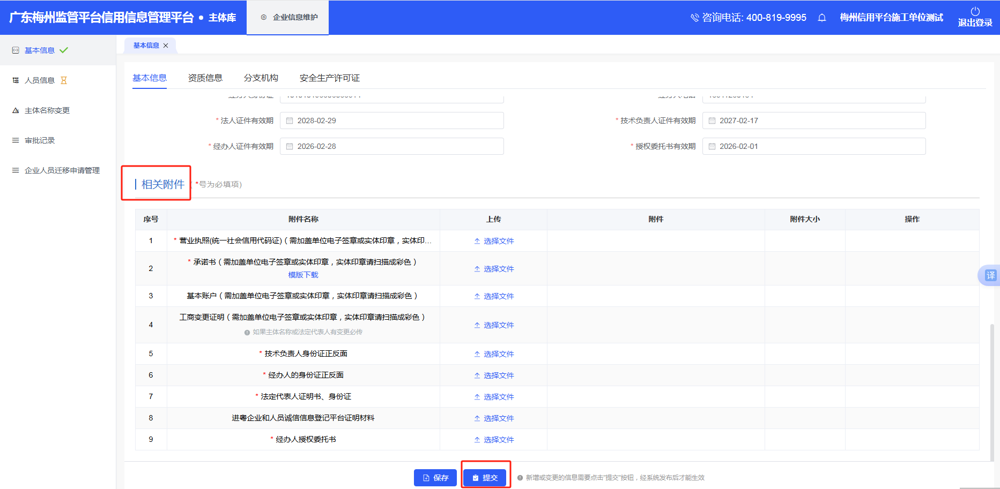 广东梅州监管平台信用信息管理平台 • 主体库
企业信息维护
咨询电话: 400-819-9995
梅州信用平台施工单位测试
退出登录
基本信息
人员信息
主体名称变更
审批记录
企业人员迁移申请管理
基本信息 ×
基本信息 资质信息 分支机构 安全生产许可证
* 法人证件有效期 2028-02-29
* 技术负责人证件有效期 2027-02-17
* 经办人证件有效期 2026-02-28
* 授权委托书有效期 2026-02-01
相关附件 ( *号为必填项)
序号 附件名称 上传 附件 附件大小 操作
1 * 营业执照(统一社会信用代码证)（需加盖单位电子签章或实体印章，实体印... 选择文件
2 * 承诺书（需加盖单位电子签章或实体印章，实体印章请扫描成彩色） 选择文件
模版下载
3 基本账户（需加盖单位电子签章或实体印章，实体印章请扫描成彩色） 选择文件
4 工商变更证明（需加盖单位电子签章或实体印章，实体印章请扫描成彩色） 选择文件
如果主体名称或法定代表人有变更必传
5 * 技术负责人身份证正反面 选择文件
6 * 经办人的身份证正反面 选择文件
7 * 法定代表人证明书、身份证 选择文件
8 进粤企业和人员诚信信息登记平台证明材料 选择文件
9 * 经办人授权委托书 选择文件
译
保存 提交 新增或变更的信息需要点击"提交"按钮，经系统发布后才能生效